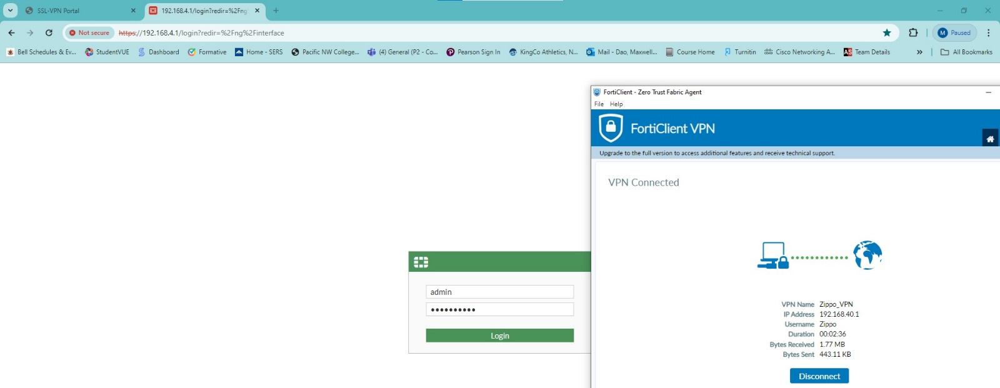 SSL-VPN Portal
192.168.4.1/login?redir=%2Fng
Not secure
https://192.168.4.1/login?redir=%2Fng%2Finterface
M Paused
Bell Schedules & Ev...
StudentVUE
Dashboard
Formative
Home - SERS
Pacific NW College...
(4) General (P2 - Co...
Pearson Sign In
KingCo Athletics, N...
Mail - Dao, Maxwell...
Course Home
Turnitin
Cisco Networking A...
AS Team Details
All Bookmarks
FortiClient - Zero Trust Fabric Agent
File Help
FortiClient VPN
Upgrade to the full version to access additional features and receive technical support.
VPN Connected
admin
Login
VPN Name Zippo_VPN
IP Address 192.168.40.1
Username Zippo
Duration 00:02:36
Bytes Received 1.77 MB
Bytes Sent 443.11 KB
Disconnect